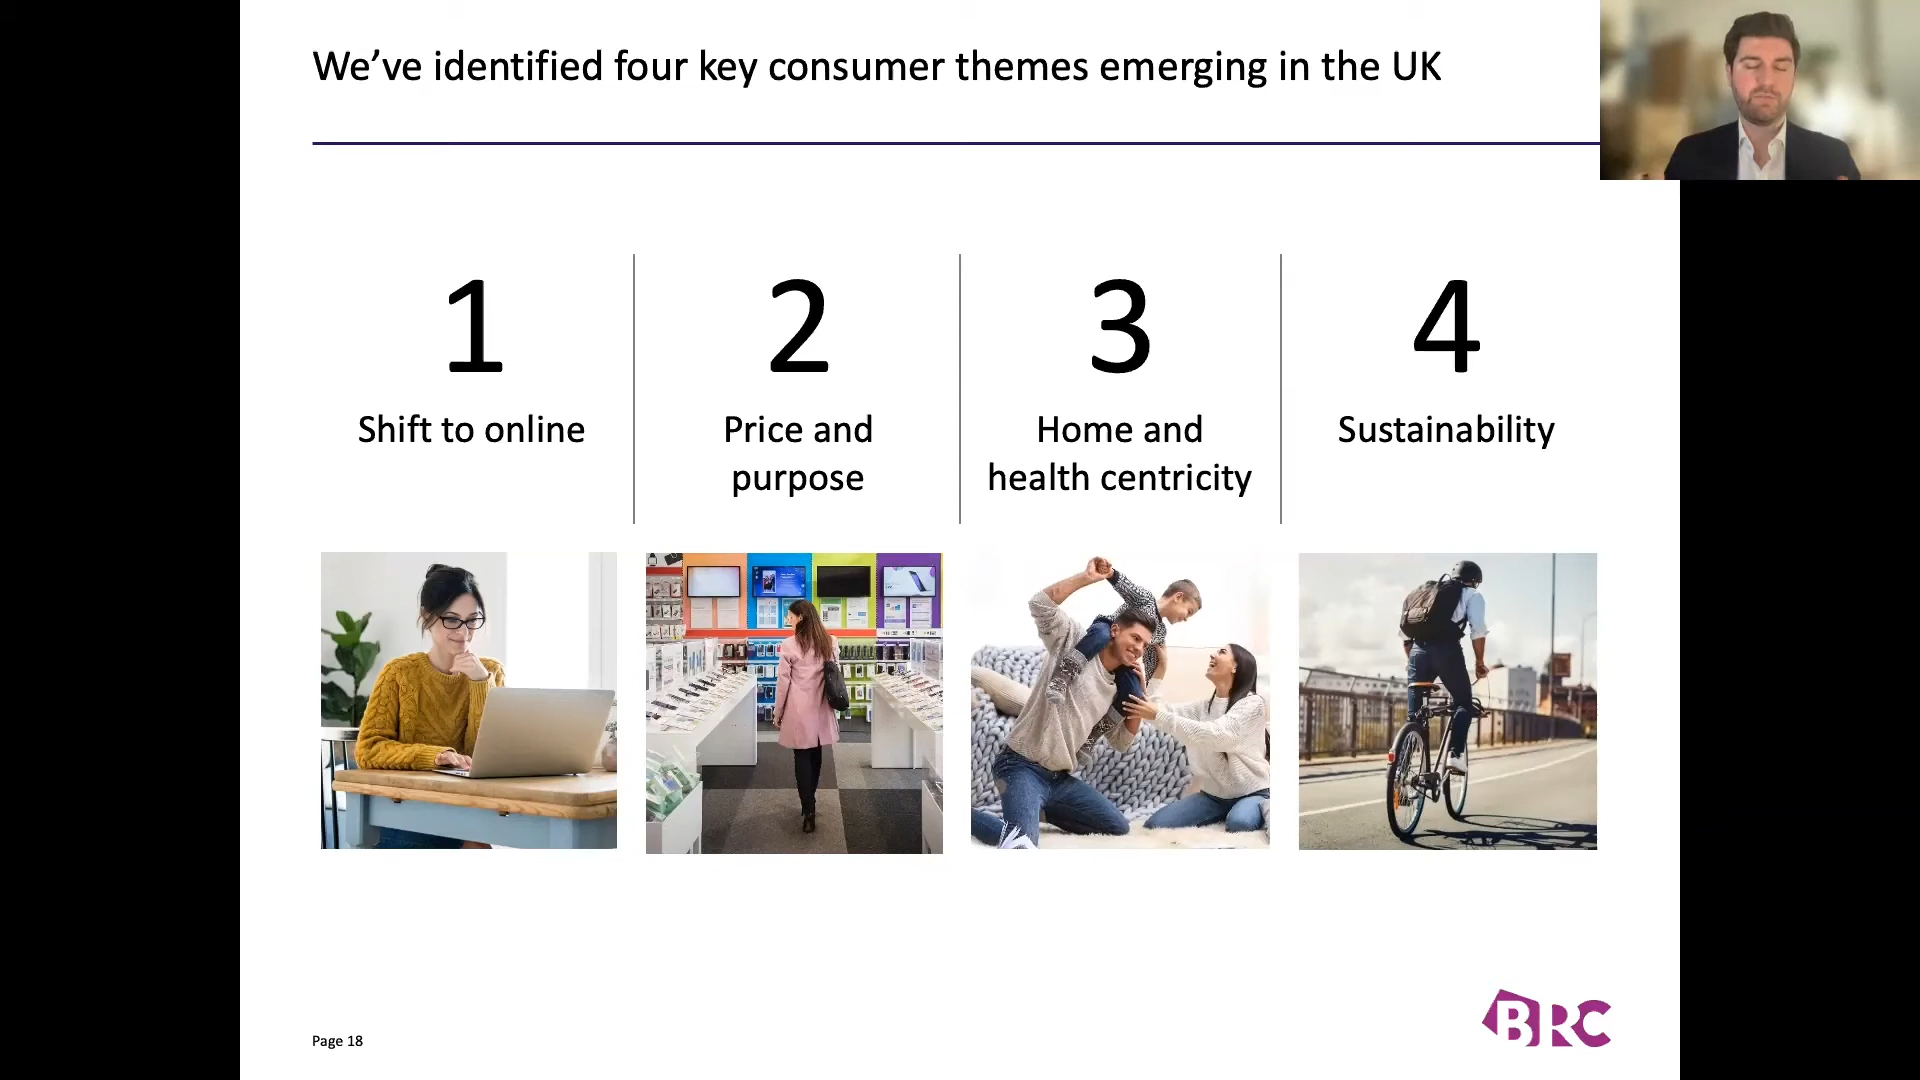 We’ve identified four key consumer themes emerging in the UK
1
Shift to online
2
Price and
purpose
3
Home and
health centricity
4
Sustainability
Page 18
BRC